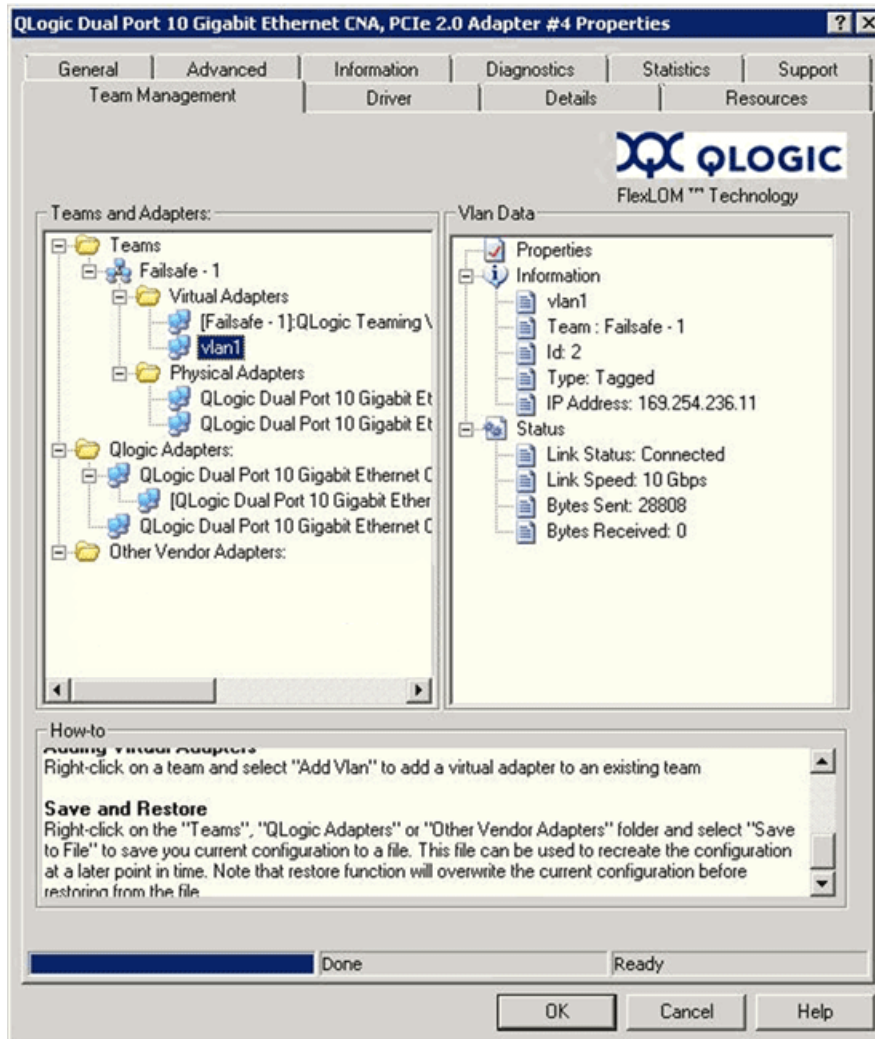 QLogic Dual Port 10 Gigabit Ethernet CNA, PCIe 2.0 Adapter #4 Properties
General
Advanced
Information
Diagnostics
Statistics
Support
Team Management
Driver
Details
Resources
QLOGIC
FlexLOM ™ Technology
Teams and Adapters:
Teams
Failsafe - 1
Virtual Adapters
[Failsafe - 1]:QLogic Teaming V
vlan1
Physical Adapters
QLogic Dual Port 10 Gigabit Et
QLogic Dual Port 10 Gigabit Et
Qlogic Adapters:
QLogic Dual Port 10 Gigabit Ethernet C
[QLogic Dual Port 10 Gigabit Ether
QLogic Dual Port 10 Gigabit Ethernet C
Other Vendor Adapters:
Vlan Data
Properties
Information
vlan1
Team : Failsafe - 1
Id: 2
Type: Tagged
IP Address: 169.254.236.11
Status
Link Status: Connected
Link Speed: 10 Gbps
Bytes Sent: 28808
Bytes Received: 0
How-to
Adding Virtual Adapters
Right-click on a team and select "Add Vlan" to add a virtual adapter to an existing team
Save and Restore
Right-click on the "Teams", "QLogic Adapters" or "Other Vendor Adapters" folder and select "Save
to File" to save you current configuration to a file. This file can be used to recreate the configuration
at a later point in time. Note that restore function will overwrite the current configuration before
restoring from the file
Done
Ready
OK
Cancel
Help